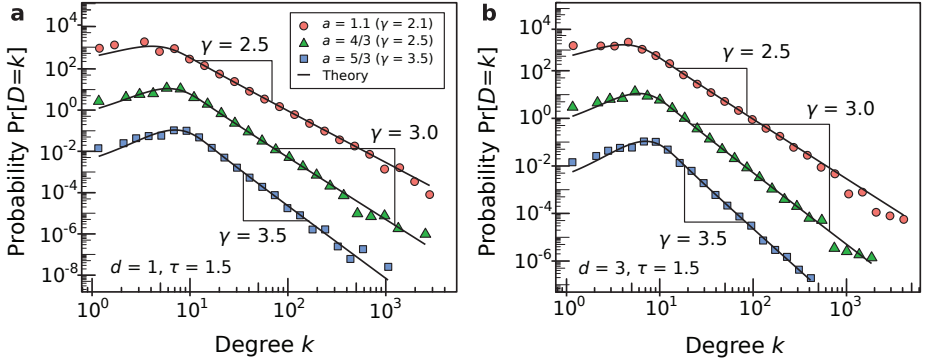 a
10^4
10^2
10^0
10^-2
10^-4
10^-6
10^-8
Probability Pr[D=k]
a = 1.1 (γ = 2.1)
a = 4/3 (γ = 2.5)
a = 5/3 (γ = 3.5)
Theory
γ = 2.5
γ = 3.0
γ = 3.5
d = 1, τ = 1.5
10^0
10^1
10^2
10^3
Degree k
b
10^4
10^2
10^0
10^-2
10^-4
10^-6
Probability Pr[D=k]
γ = 2.5
γ = 3.0
γ = 3.5
d = 3, τ = 1.5
10^0
10^1
10^2
10^3
Degree k